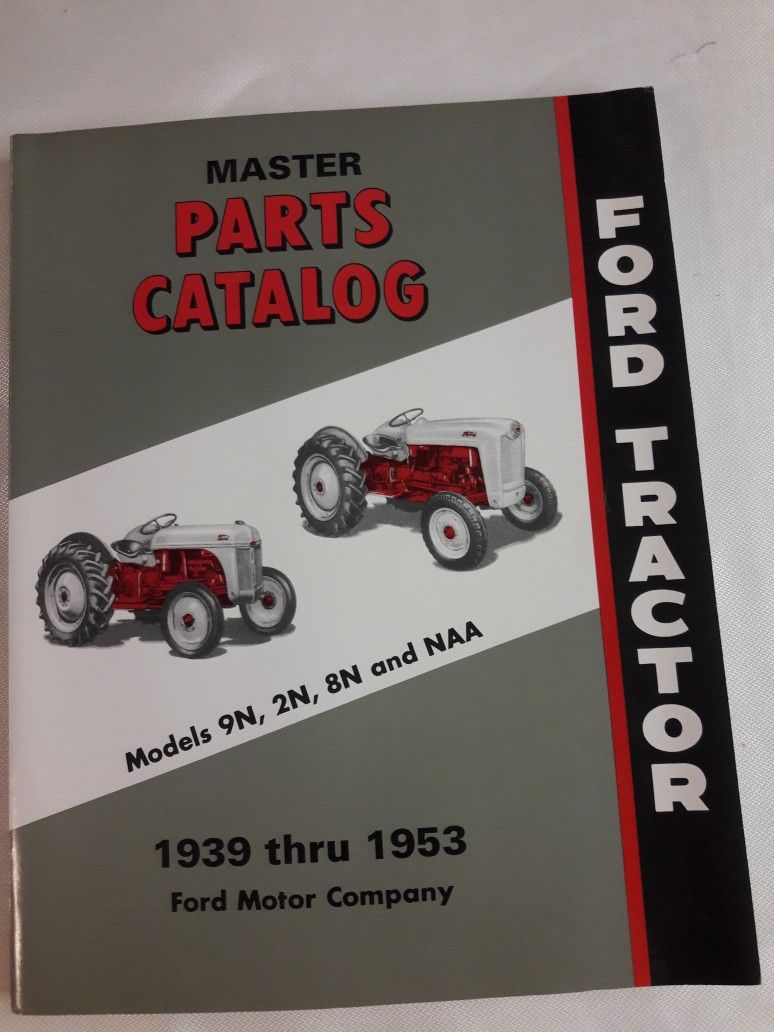 MASTER
PARTS
CATALOG
Models 9N, 2N, 8N and NAA
1939 thru 1953
Ford Motor Company
FORD TRACTOR